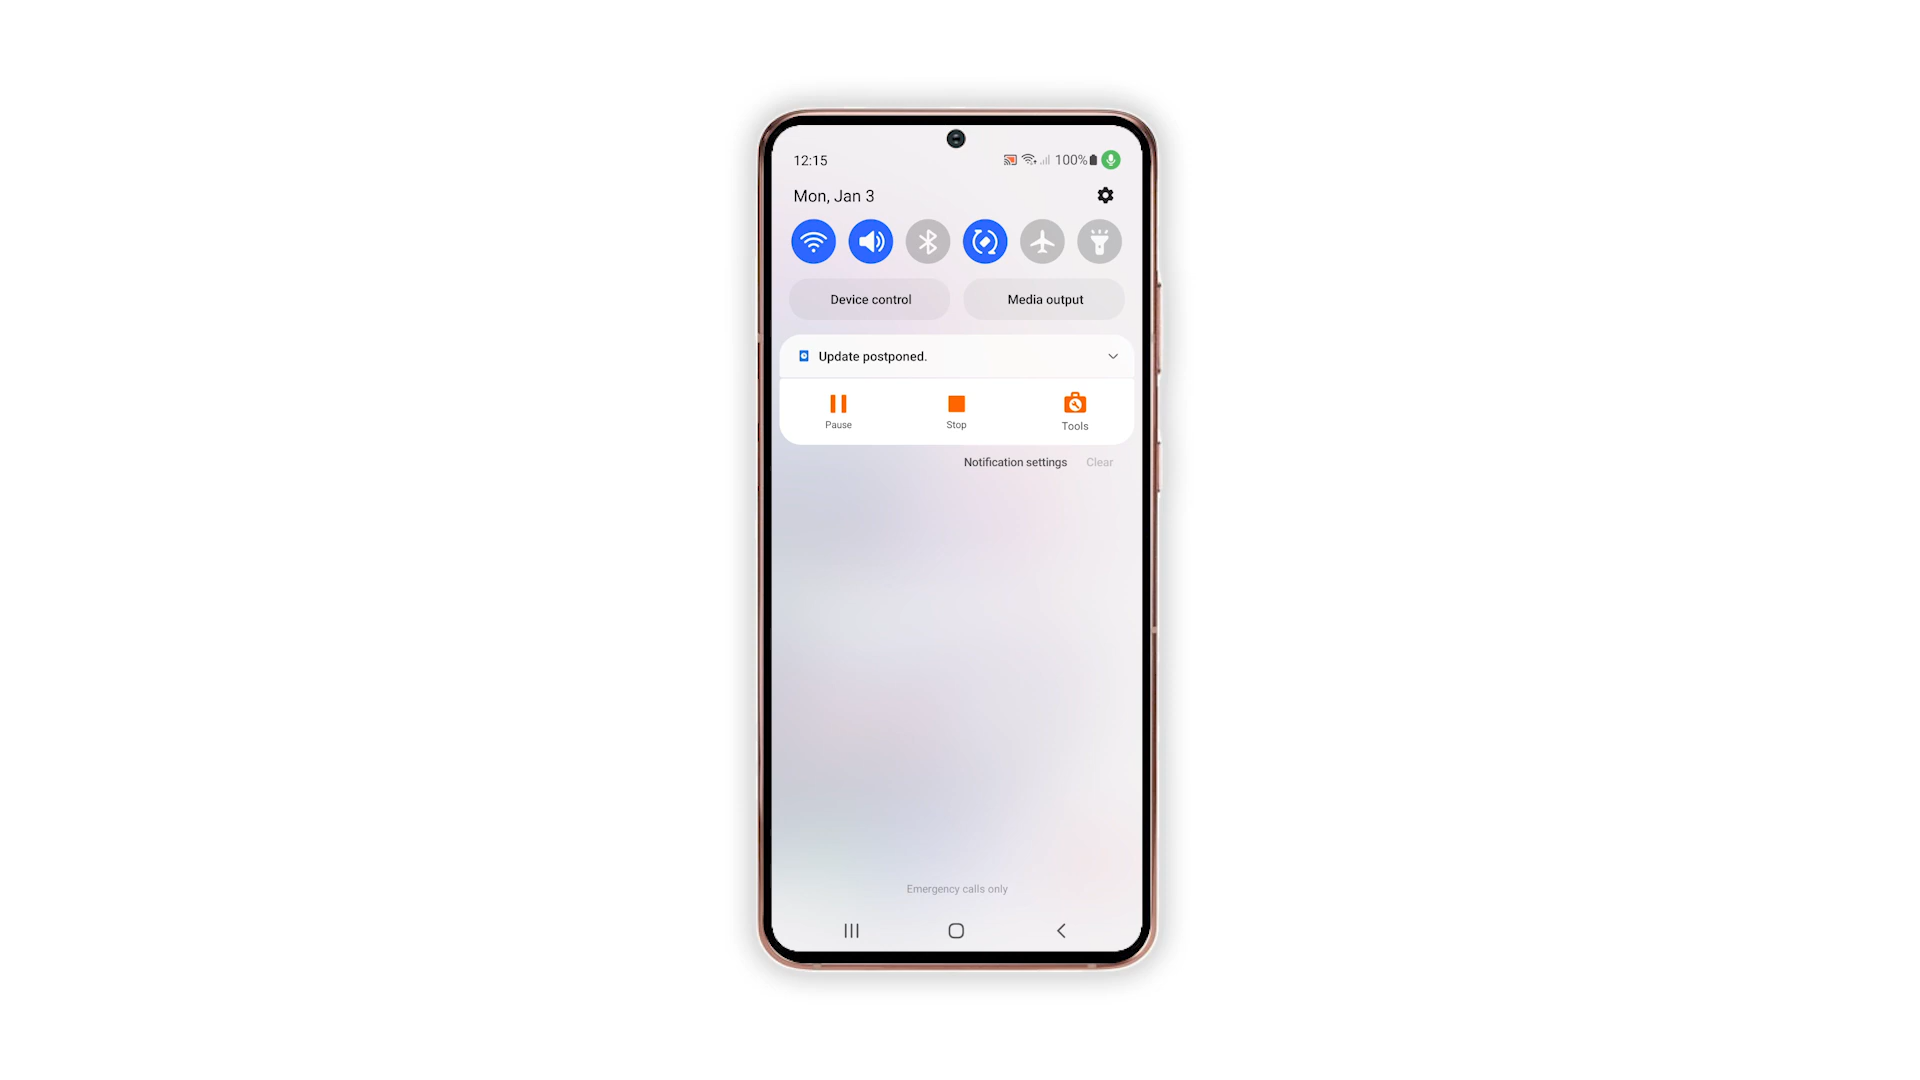 12:15
100%
Mon, Jan 3
Device control
Media output
Update postponed.
Pause
Stop
Tools
Notification settings
Clear
Emergency calls only